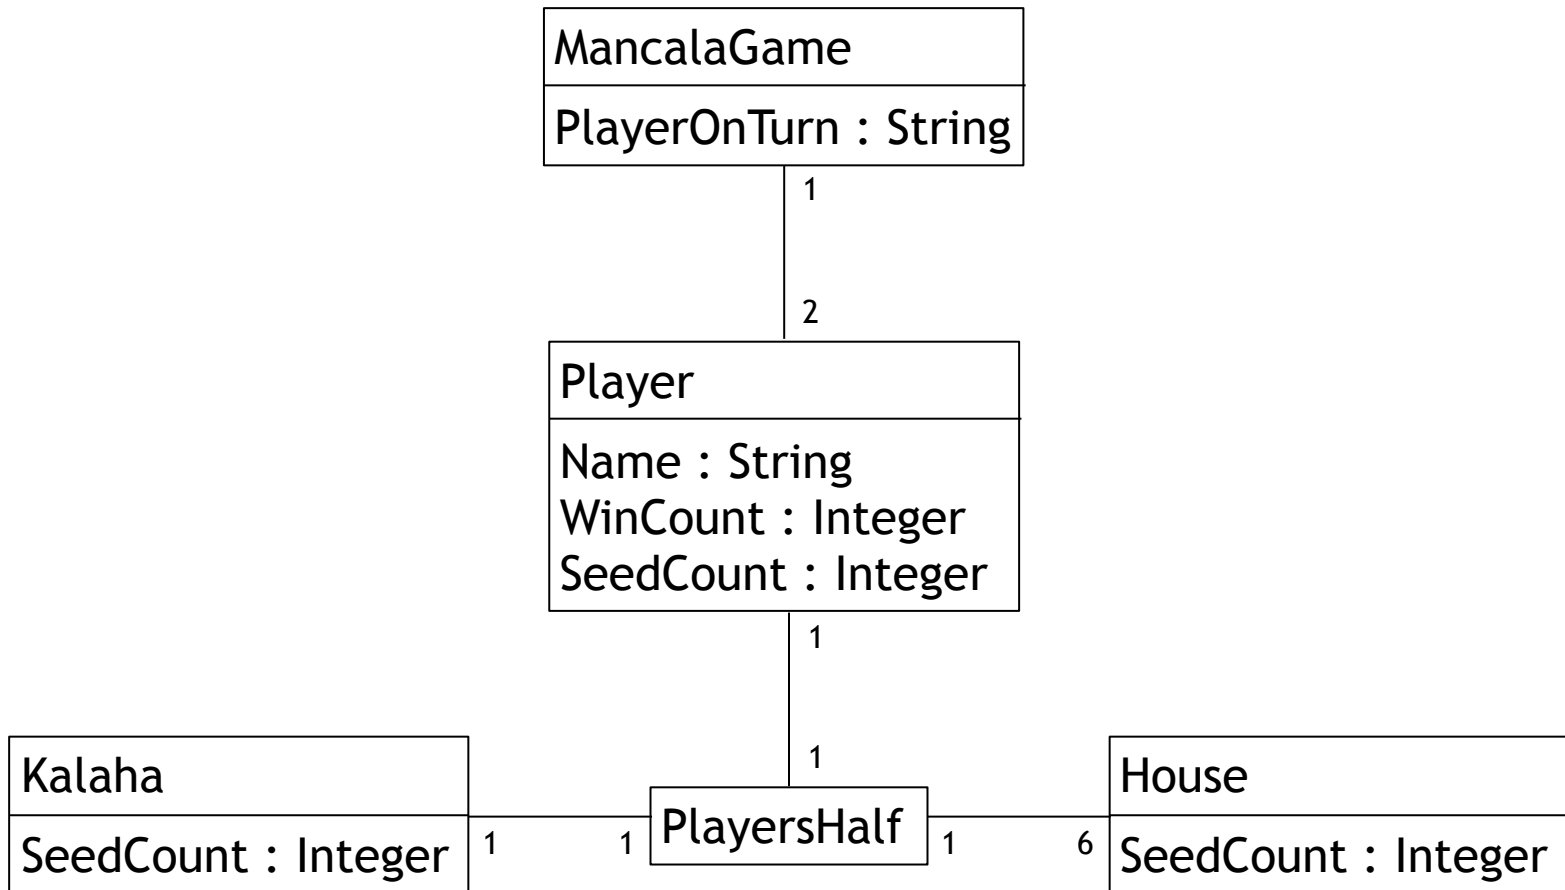 MancalaGame
PlayerOnTurn : String
1
2
Player
Name : String
WinCount : Integer
SeedCount : Integer
1
1
Kalaha
SeedCount : Integer
1
1
PlayersHalf
1
6
House
SeedCount : Integer